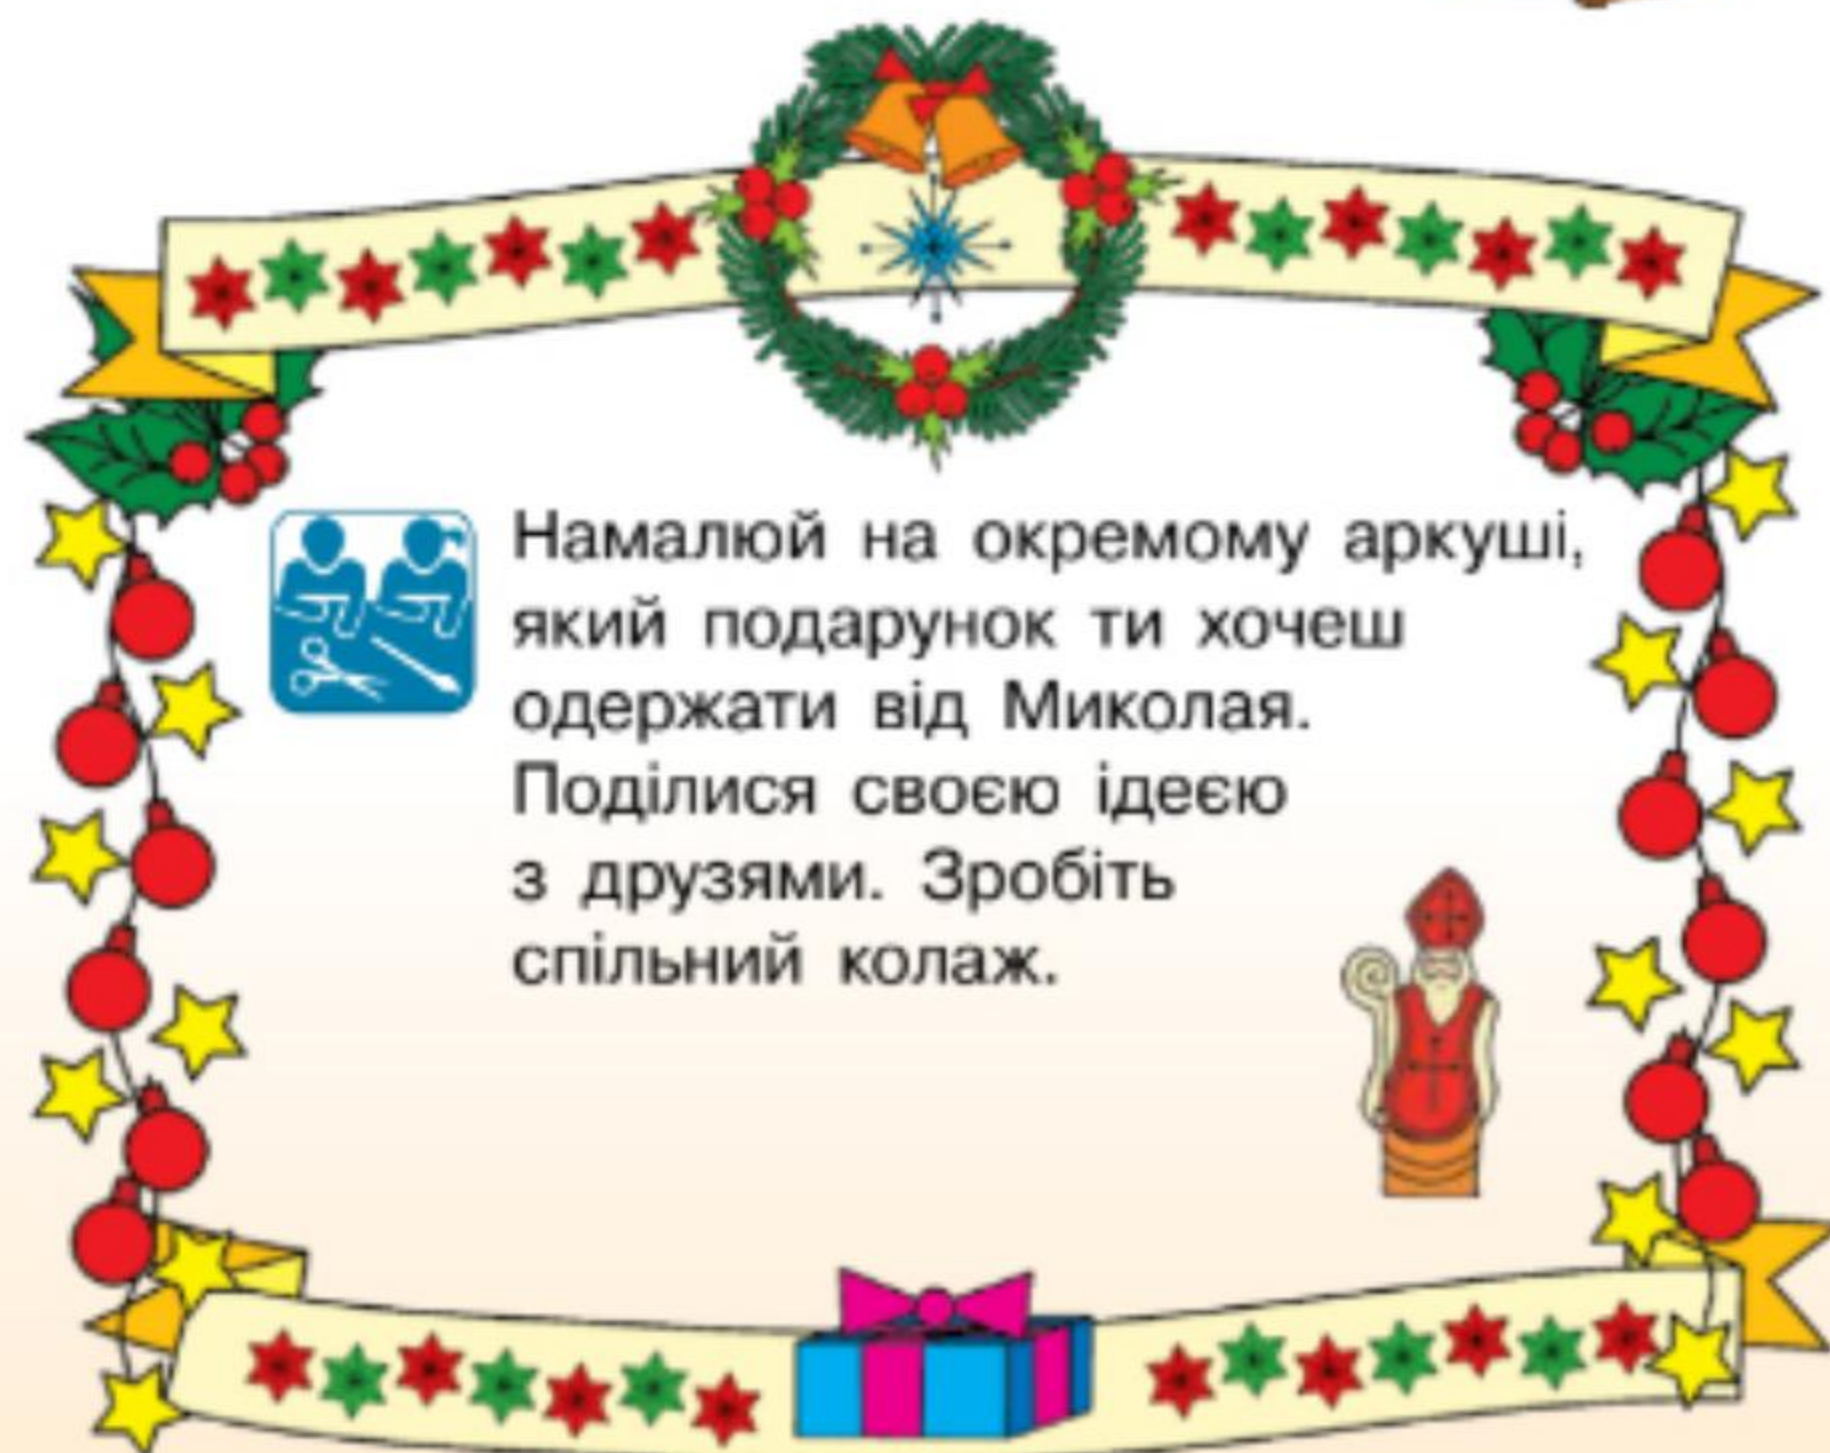 Намалюй на окремому аркуші,
який подарунок ти хочеш
одержати від Миколая.
Поділися своєю ідеєю
з друзями. Зробіть
спільний колаж.